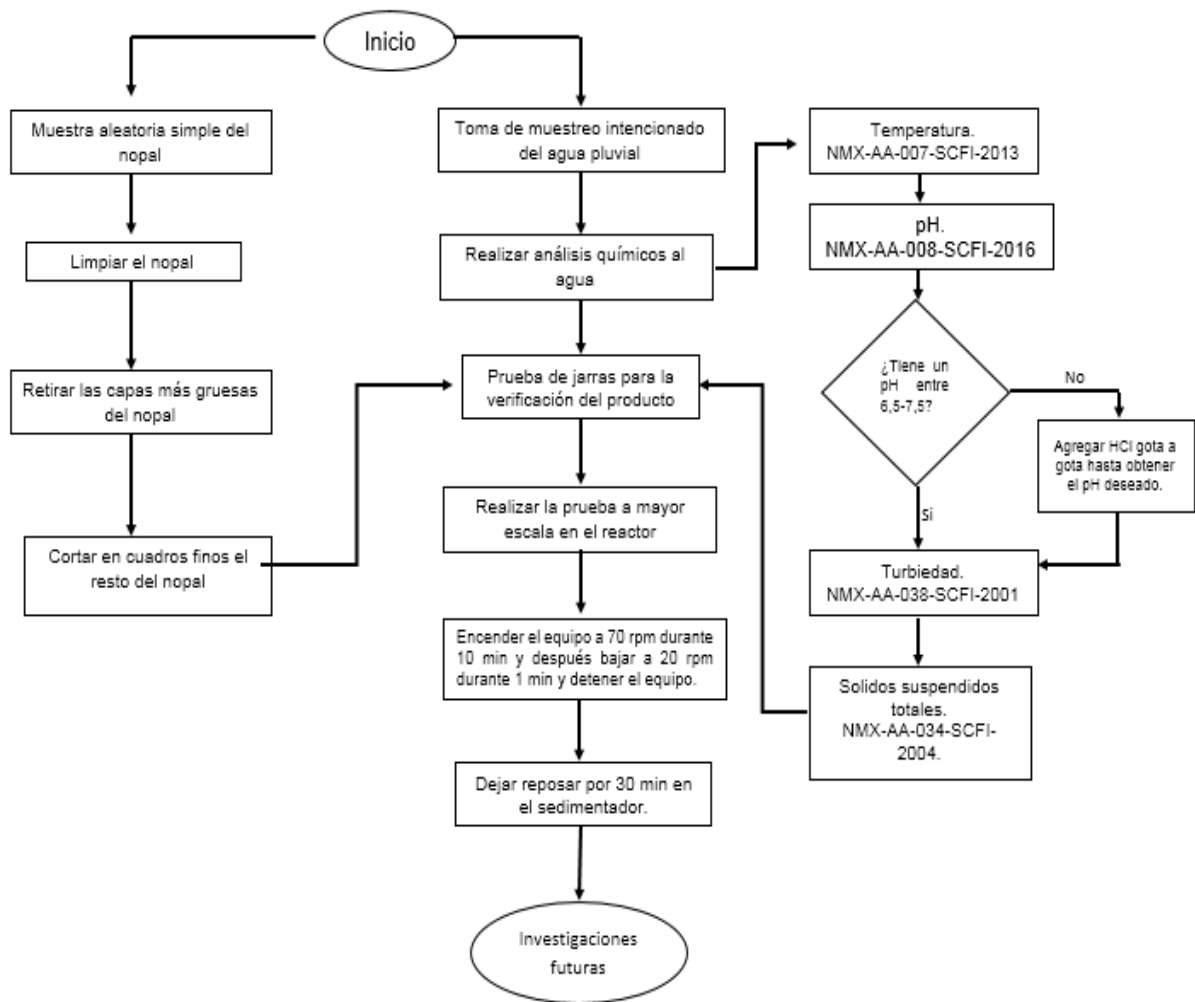 Inicio
Muestra aleatoria simple del
nopal
Limpiar el nopal
Retirar las capas más gruesas
del nopal
Cortar en cuadros finos el
resto del nopal
Toma de muestreo intencionado
del agua pluvial
Realizar análisis químicos al
agua
Prueba de jarras para la
verificación del producto
Realizar la prueba a mayor
escala en el reactor
Encender el equipo a 70 rpm durante
10 min y después bajar a 20 rpm
durante 1 min y detener el equipo.
Dejar reposar por 30 min en
el sedimentador.
Investigaciones
futuras
Temperatura.
NMX-AA-007-SCFI-2013
pH.
NMX-AA-008-SCFI-2016
¿Tiene un
pH entre
6,5-7,5?
No
Agregar HCl gota a
gota hasta obtener
el pH deseado.
Si
Turbiedad.
NMX-AA-038-SCFI-2001
Solidos suspendidos
totales.
NMX-AA-034-SCFI-
2004.